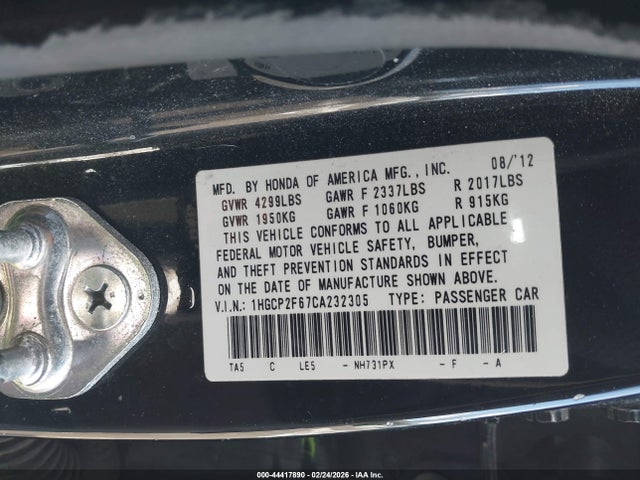 MFD. BY HONDA OF AMERICA MFG., INC. 08/'12
GVWR 4299LBS GAWR F 2337LBS R 2017LBS
GVWR 1950KG GAWR F 1060KG R 915KG
THIS VEHICLE CONFORMS TO ALL APPLICABLE
FEDERAL MOTOR VEHICLE SAFETY, BUMPER,
AND THEFT PREVENTION STANDARDS IN EFFECT
ON THE DATE OF MANUFACTURE SHOWN ABOVE.
V.I.N.: 1HGCP2F67CA232305 TYPE: PASSENGER CAR
TA5 C LE5 - NH731PX - F - A
000-44417890 - 02/24/2026 - IAA Inc.